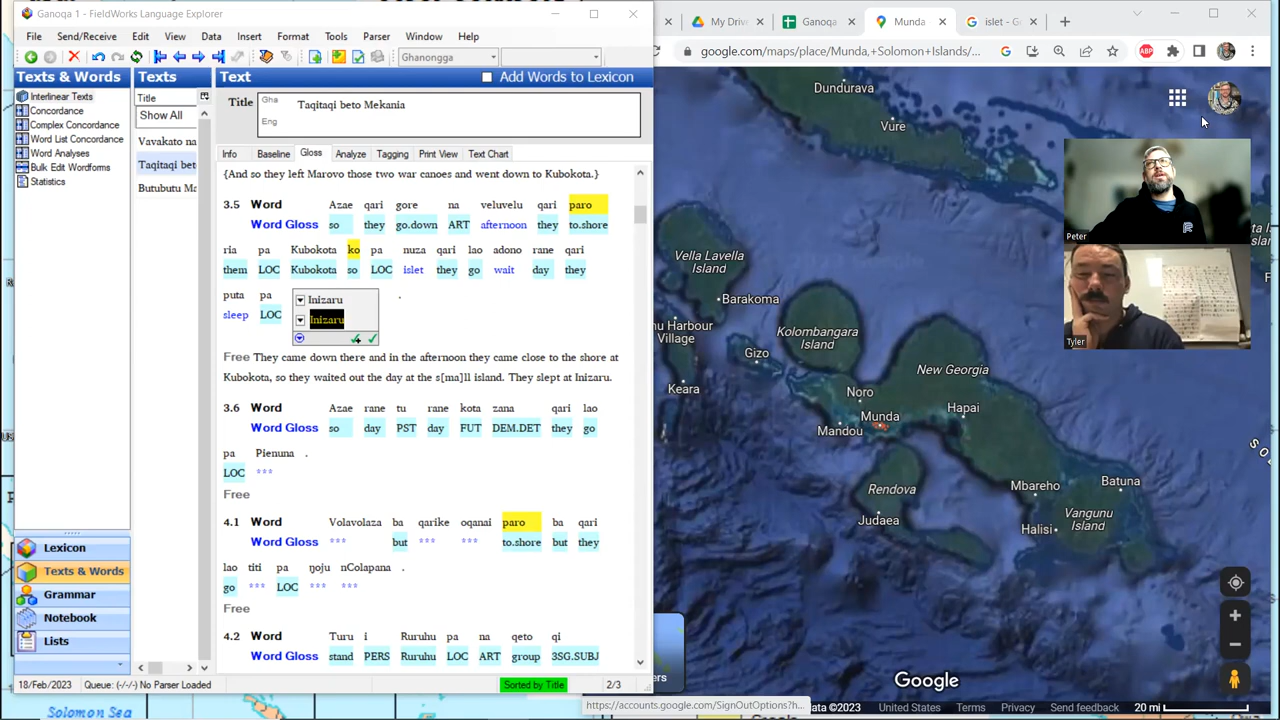 Ganoqa 1 - FieldWorks Language Explorer
File Send/Receive Edit View Data Insert Format Tools Parser Window Help
Ghanongga
Texts & Words
Interlinear Texts
Concordance
Complex Concordance
Word List Concordance
Word Analyses
Bulk Edit Wordforms
Statistics
Lexicon
Texts & Words
Grammar
Notebook
Lists
Texts
Title
Show All
Vavakato na
Taqitaqi beto
Butubutu Ma
Text
Add Words to Lexicon
Title Gha Taqitaqi beto Mekania
Eng
Info Baseline Gloss Analyze Tagging Print View Text Chart
{And so they left Marovo those two war canoes and went down to Kubokota.}
3.5 Word Azae qari gore na veluvelu qari paro
Word Gloss so they go.down ART afternoon they to.shore
ria pa Kubokota ko pa nuza qari lao adono rane qari
them LOC Kubokota so LOC islet they go wait day they
puta pa Inizaru .
sleep LOC Inizaru
Free They came down there and in the afternoon they came close to the shore at
Kubokota, so they waited out the day at the s[ma]ll island. They slept at Inizaru.
3.6 Word Azae rane tu rane kota zana qari lao
Word Gloss so day PST day FUT DEM.DET they go
pa Pienuna .
LOC ***
Free
4.1 Word Volavolaza ba qarike oqanai paro ba qari
Word Gloss *** but *** *** to.shore but they
lao titi pa ŋoju nColapana .
go *** LOC *** ***
Free
4.2 Word Turu i Ruruhu pa na qeto qi
Word Gloss stand PERS Ruruhu LOC ART group 3SG.SUBJ
18/Feb/2023 Queue: (-/-/-) No Parser Loaded Sorted by Title 2/3
My Driv
Ganoqa
Munda
islet - G
google.com/maps/place/Munda,+Solomon+Islands/...
ABP
Dundurava
Vure
Peter
Tyler
Vella Lavella
Island
Barakoma
Kolombangara
Island
Harbour
Village
Gizo
Keara
New Georgia
Noro
Munda
Hapai
Mandou
Rendova
Judaea
Mbareho
Batuna
Vangunu
Island
Halisi
Google
ers
https://accounts.google.com/SignOutOptions?h...
ata ©2023 United States Terms Privacy Send feedback 20 mi
Solomon Sea